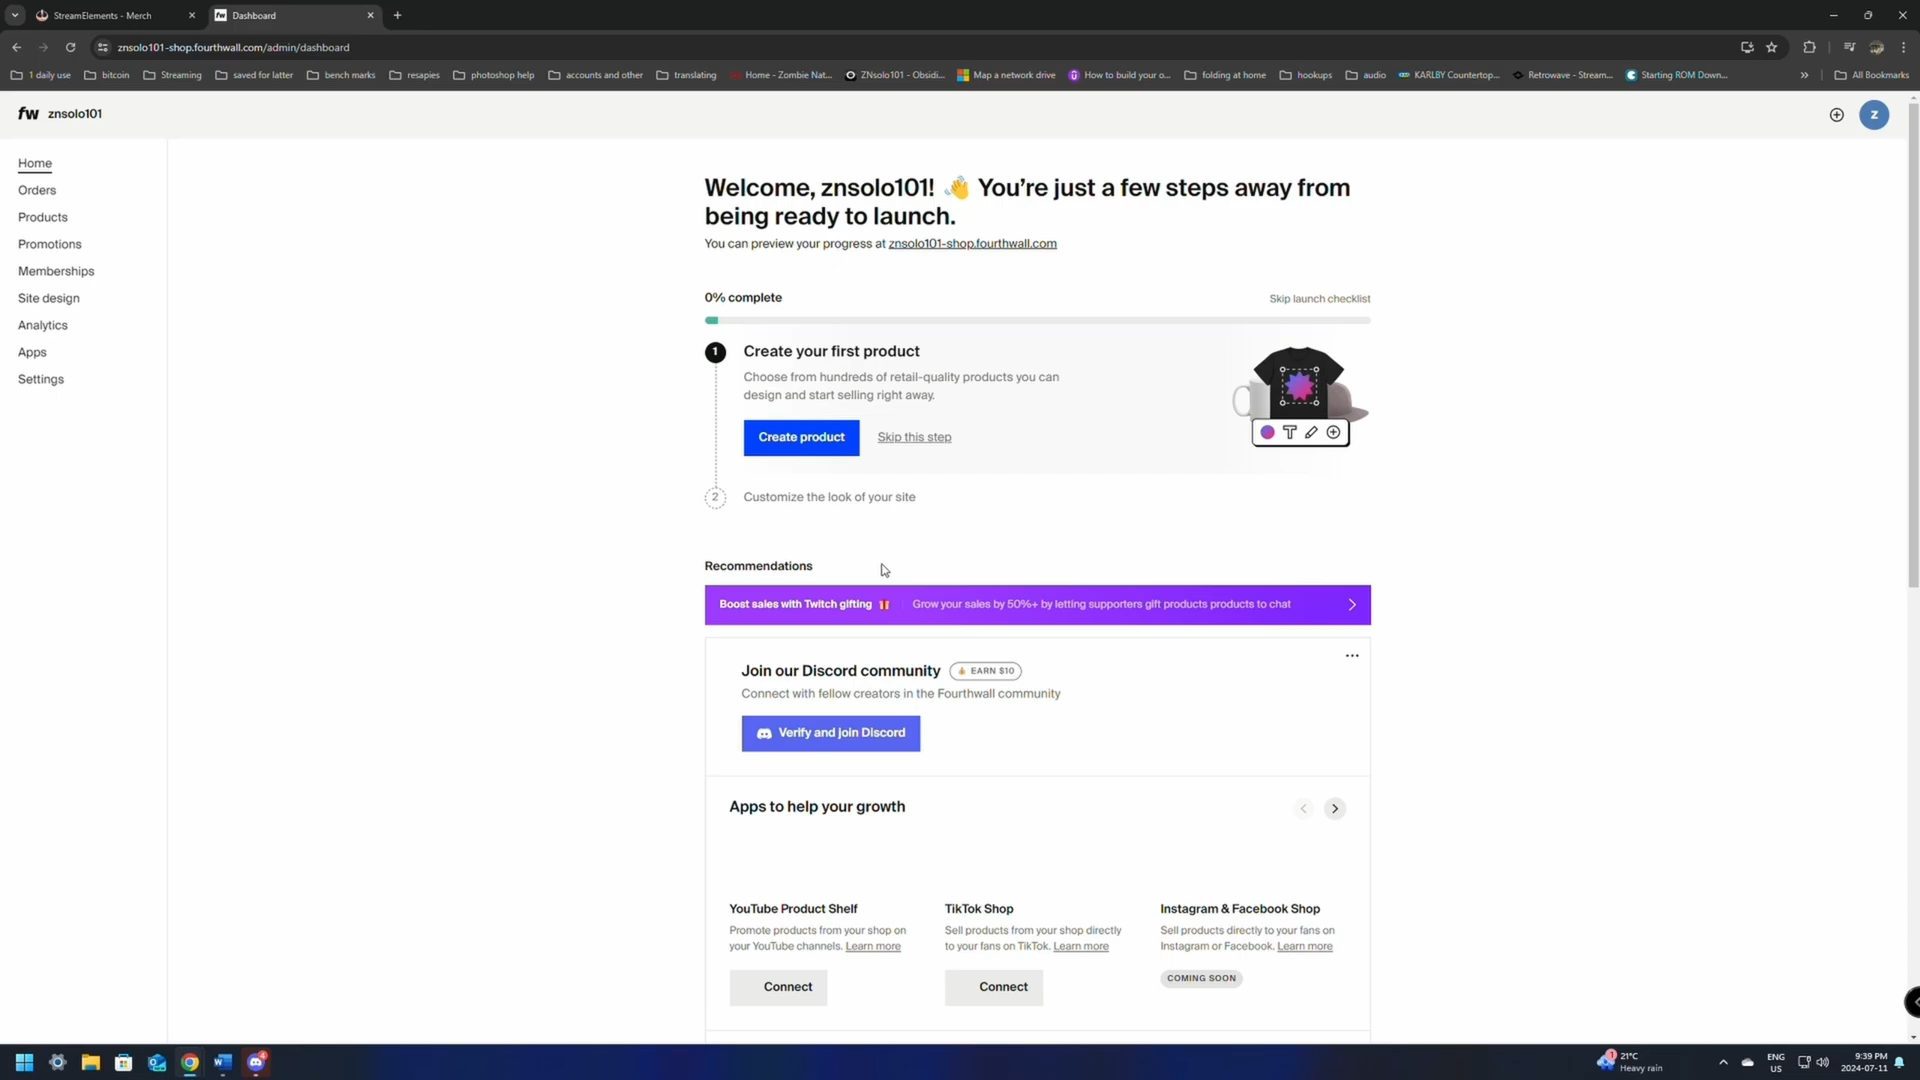 StreamElements - Merch
Dashboard
znsolo101-shop.fourthwall.com/admin/dashboard
1 daily use
bitcoin
Streaming
saved for latter
bench marks
resapies
photoshop help
accounts and other
translating
Home - Zombie Nat...
ZNsolo101 - Obsidi...
Map a network drive
How to build your o...
folding at home
hookups
audio
KARLBY Countertop...
Retrowave - Stream...
Starting ROM Down...
All Bookmarks
fw znsolo101
Z
Home
Orders
Products
Promotions
Memberships
Site design
Analytics
Apps
Settings
Welcome, znsolo101! 👋 You're just a few steps away from
being ready to launch.
You can preview your progress at znsolo101-shop.fourthwall.com
0% complete
Skip launch checklist
1 Create your first product
Choose from hundreds of retail-quality products you can
design and start selling right away.
Create product
Skip this step
2 Customize the look of your site
Recommendations
Boost sales with Twitch gifting 🎁 Grow your sales by 50%+ by letting supporters gift products products to chat
Join our Discord community EARN $10
Connect with fellow creators in the Fourthwall community
Verify and join Discord
Apps to help your growth
YouTube Product Shelf
Promote products from your shop on
your YouTube channels. Learn more
Connect
TikTok Shop
Sell products from your shop directly
to your fans on TikTok. Learn more
Connect
Instagram & Facebook Shop
Sell products directly to your fans on
Instagram or Facebook. Learn more
COMING SOON
1
21°C
Heavy rain
ENG
US
9:39 PM
2024-07-11